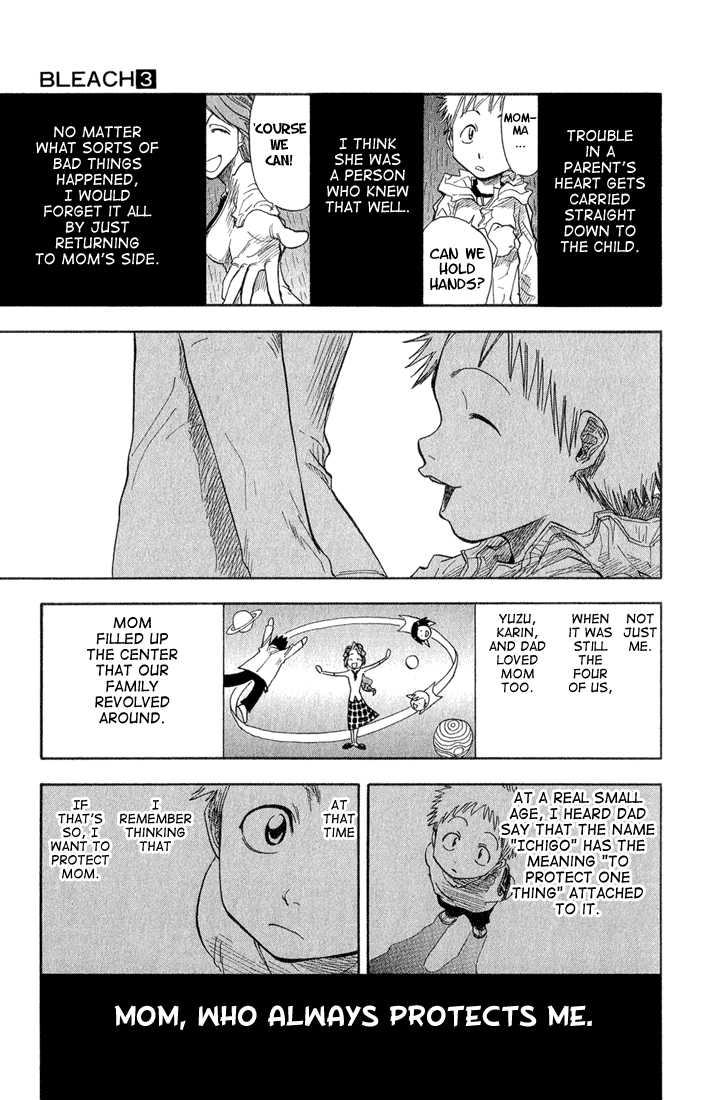 BLEACH 3
TROUBLE
IN A
PARENT'S
HEART GETS
CARRIED
STRAIGHT
DOWN TO
THE CHILD.
MOM-
MA
...
CAN WE
HOLD
HANDS?
I THINK
SHE WAS
A PERSON
WHO KNEW
THAT WELL.
'COURSE
WE
CAN!
NO MATTER
WHAT SORTS OF
BAD THINGS
HAPPENED,
I WOULD
FORGET IT ALL
BY JUST
RETURNING
TO MOM'S SIDE.
NOT
JUST
ME.
WHEN
IT WAS
STILL
THE
FOUR
OF US,
YUZU,
KARIN,
AND DAD
LOVED
MOM
TOO.
MOM
FILLED UP
THE CENTER
THAT OUR
FAMILY
REVOLVED
AROUND.
AT A REAL SMALL
AGE, I HEARD DAD
SAY THAT THE NAME
"ICHIGO" HAS THE
MEANING "TO
PROTECT ONE
THING" ATTACHED
TO IT.
AT
THAT
TIME
I
REMEMBER
THINKING
THAT
IF
THAT'S
SO, I
WANT TO
PROTECT
MOM.
MOM, WHO ALWAYS PROTECTS ME.